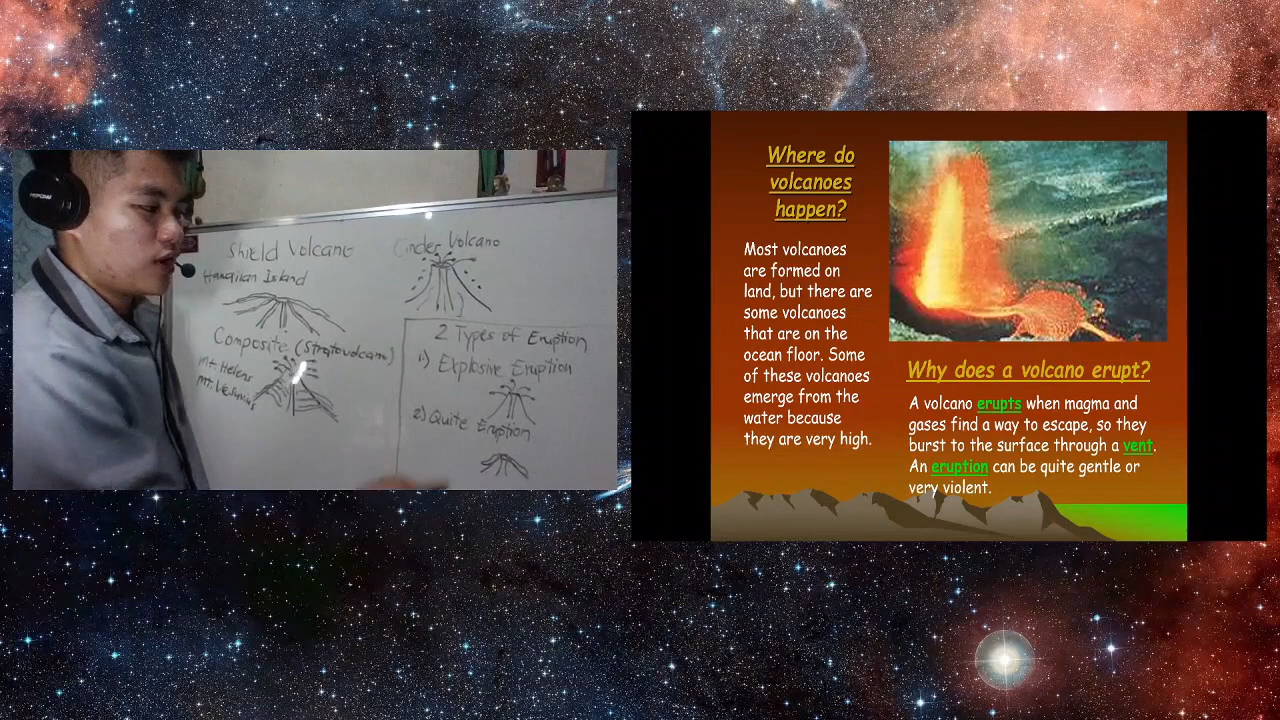 Shield Volcano
Hawaiian Island
Cinder Volcano
Composite (Stratovolcano)
Mt. Helens
Mt. Vesuvius
2 Types of Eruption
1) Explosive Eruption
2) Quite Eruption
Where do
volcanoes
happen?
Most volcanoes
are formed on
land, but there are
some volcanoes
that are on the
ocean floor. Some
of these volcanoes
emerge from the
water because
they are very high.
Why does a volcano erupt?
A volcano erupts when magma and
gases find a way to escape, so they
burst to the surface through a vent.
An eruption can be quite gentle or
very violent.